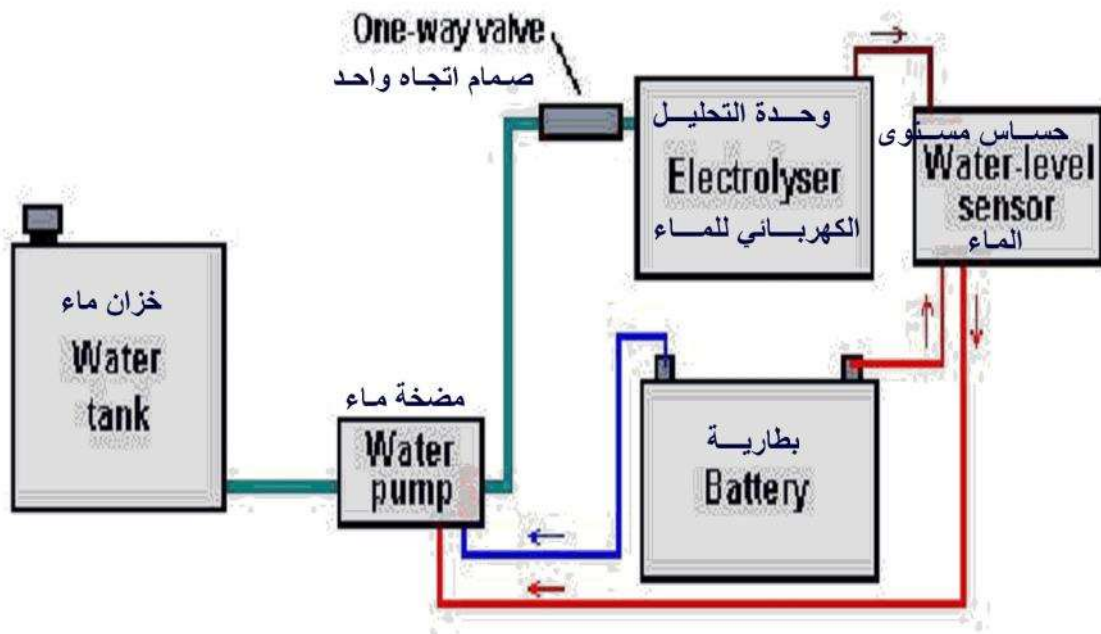 One-way valve
صمام اتجاه واحد
وحدة التحليل
Electrolyser
الكهربائي للماء
حساس مستوى
Water-level
sensor
الماء
خزان ماء
Water
tank
مضخة ماء
Water
pump
بطارية
Battery